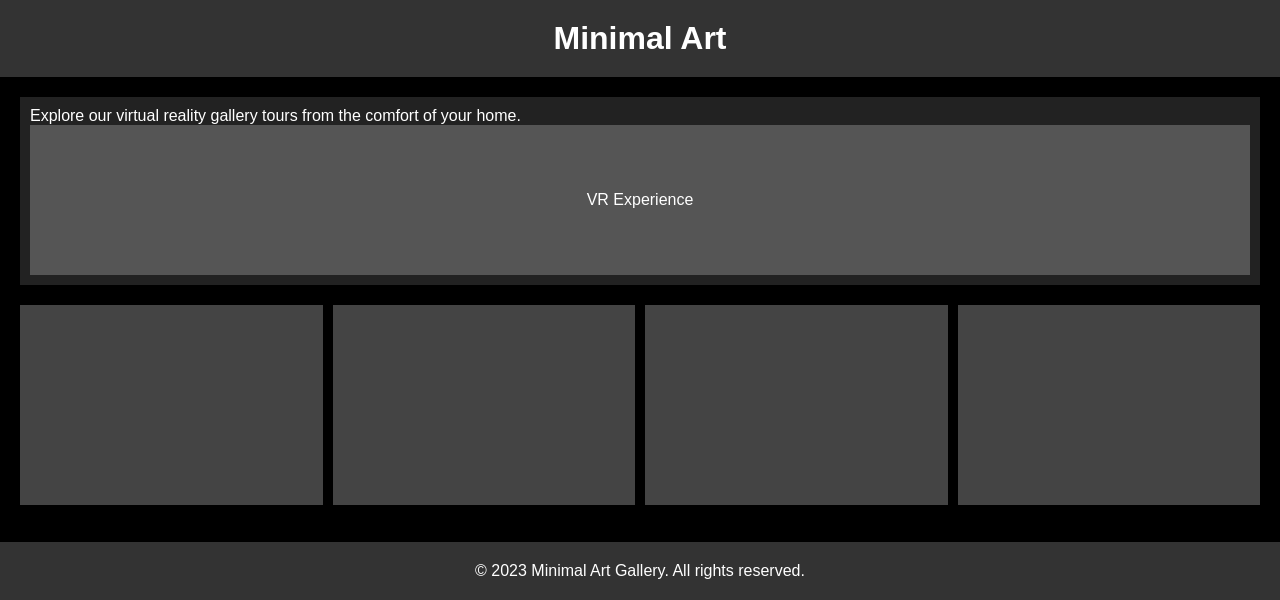 Minimal Art
Explore our virtual reality gallery tours from the comfort of your home.
VR Experience
© 2023 Minimal Art Gallery. All rights reserved.